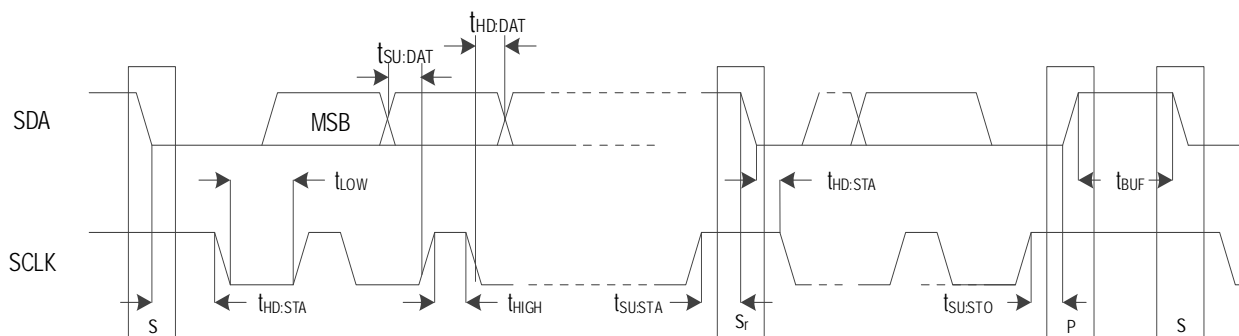 tHD:DAT
tSU:DAT
SDA
MSB
tLOW
tHD:STA
tBUF
SCLK
tHD:STA
tHIGH
tSU:STA
tSU:STO
S
Sr
P
S